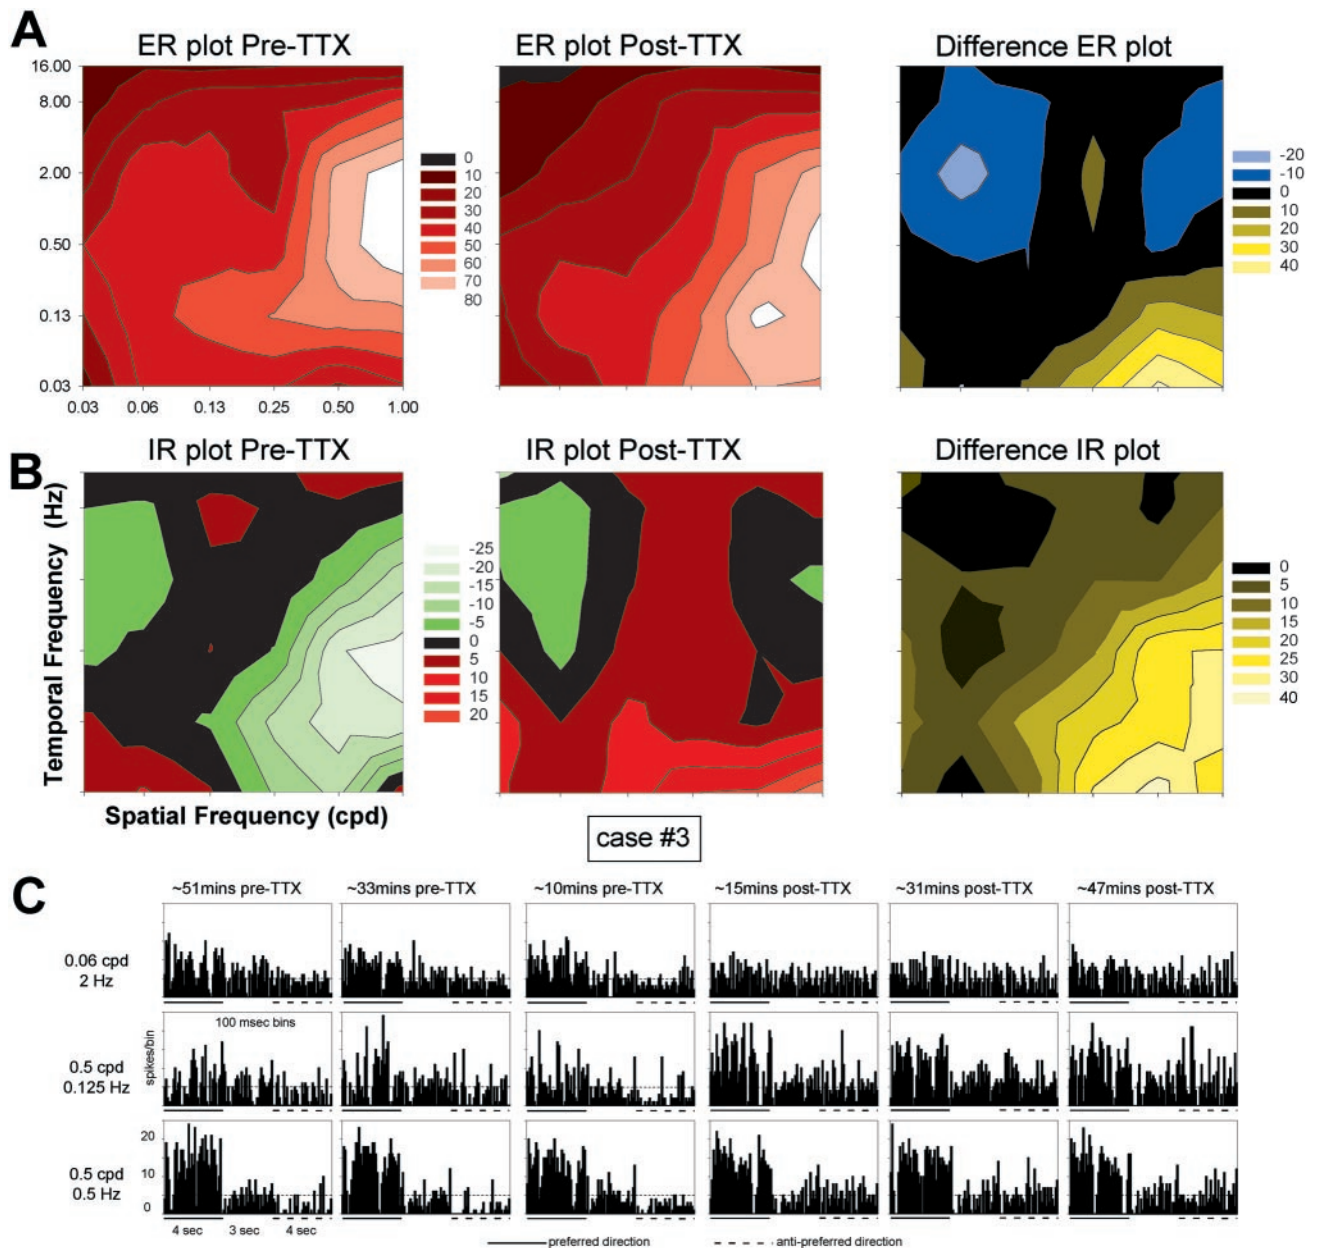 A
ER plot Pre-TTX
ER plot Post-TTX
Difference ER plot
16.00
8.00
2.00
0.50
0.13
0.03
0.03 0.06 0.13 0.25 0.50 1.00
0
10
20
30
40
50
60
70
80
-20
-10
0
10
20
30
40
B
IR plot Pre-TTX
IR plot Post-TTX
Difference IR plot
Temporal Frequency (Hz)
Spatial Frequency (cpd)
-25
-20
-15
-10
-5
0
5
10
15
20
0
5
10
15
20
25
30
40
case #3
C
~51mins pre-TTX
~33mins pre-TTX
~10mins pre-TTX
~15mins post-TTX
~31mins post-TTX
~47mins post-TTX
0.06 cpd
2 Hz
100 msec bins
spikes/bin
0.5 cpd
0.125 Hz
0.5 cpd
0.5 Hz
20
10
0
4 sec 3 sec 4 sec
preferred direction
anti-preferred direction